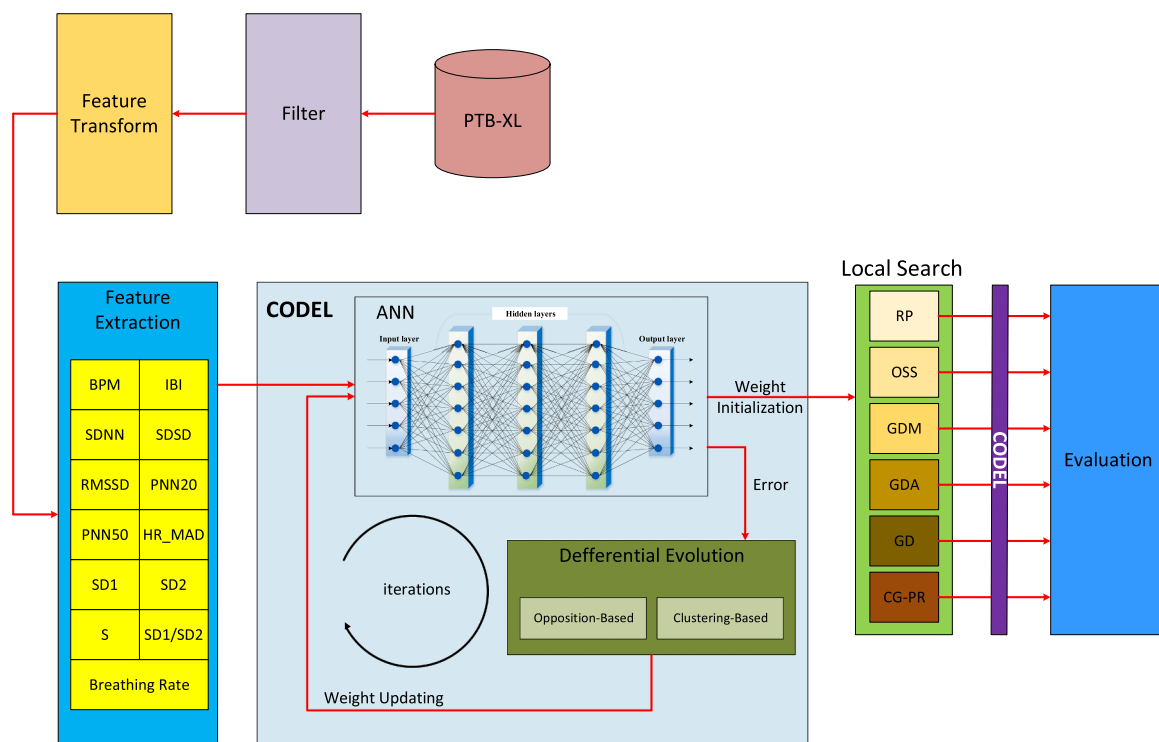 Feature
Transform
Filter
PTB-XL
Feature
Extraction
BPM
IBI
SDNN
SDSD
RMSSD
PNN20
PNN50
HR_MAD
SD1
SD2
S
SD1/SD2
Breathing Rate
CODEL
ANN
Hidden layers
Input layer
Output layer
Weight
Initialization
Error
Defferential Evolution
Opposition-Based
Clustering-Based
iterations
Weight Updating
Local Search
RP
OSS
GDM
GDA
GD
CG-PR
CODEL
Evaluation